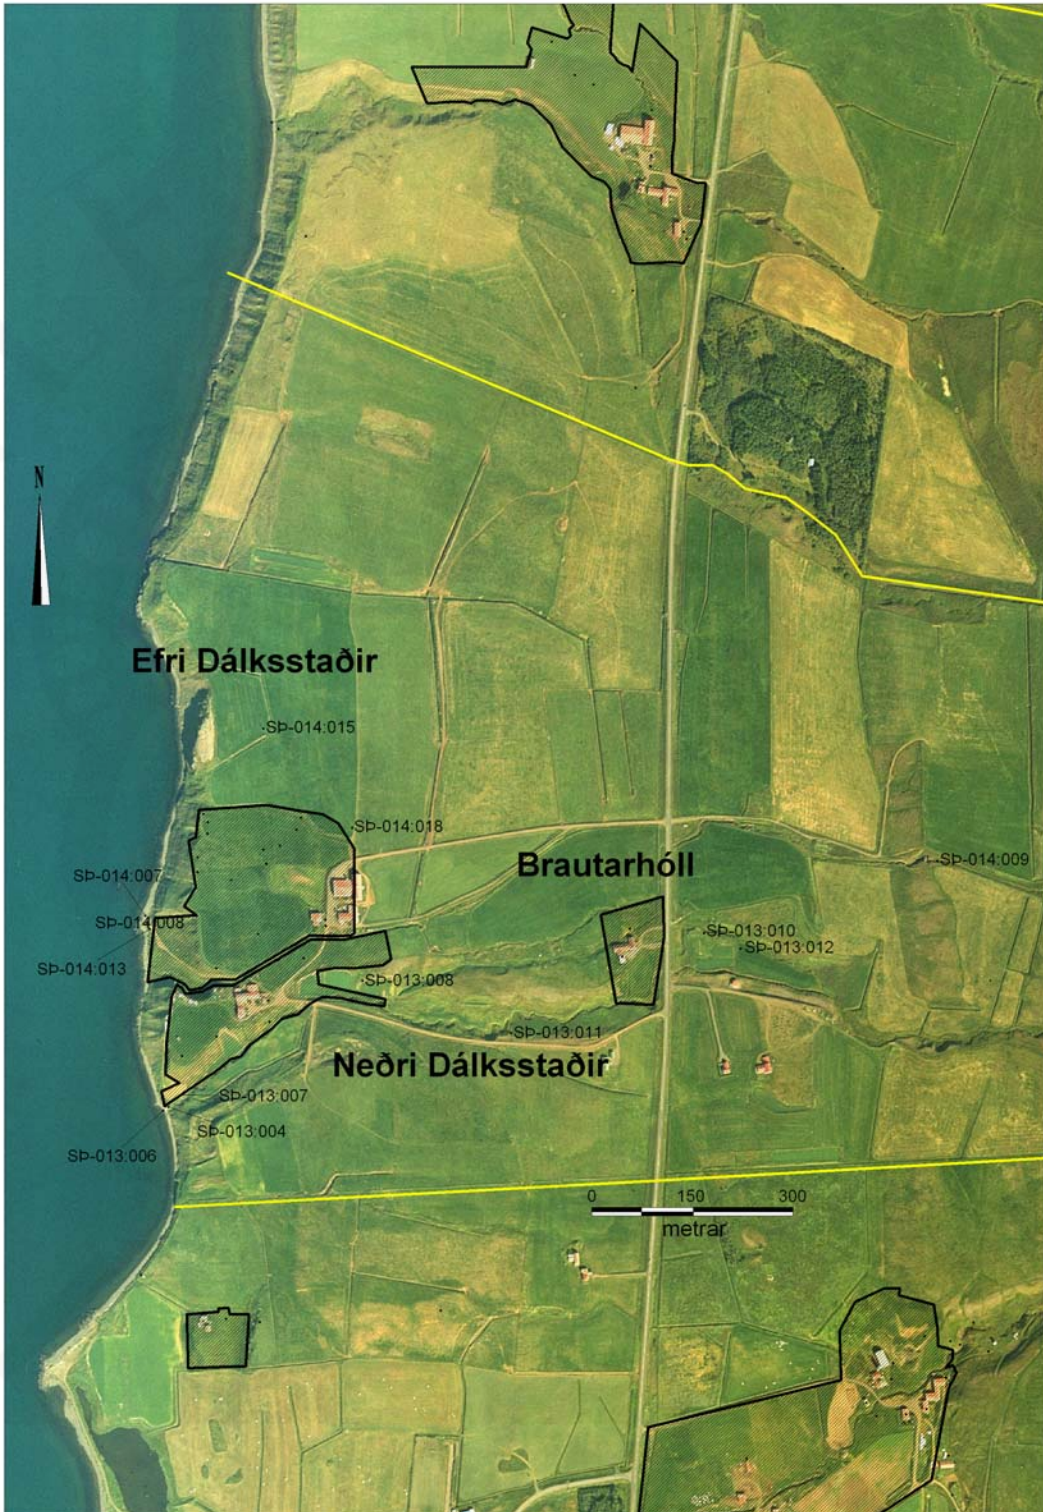 N
Efri Dálksstaðir
SÞ-014:015
SÞ-014:018
Brautarhóll
SÞ-014:009
SÞ-014:007
SÞ-014:008
SÞ-013:010
SÞ-013:012
SÞ-014:013
SÞ-013:008
SÞ-013:011
Neðri Dálksstaðir
SÞ-013:007
SÞ-013:004
SÞ-013:006
0 150 300
metrar